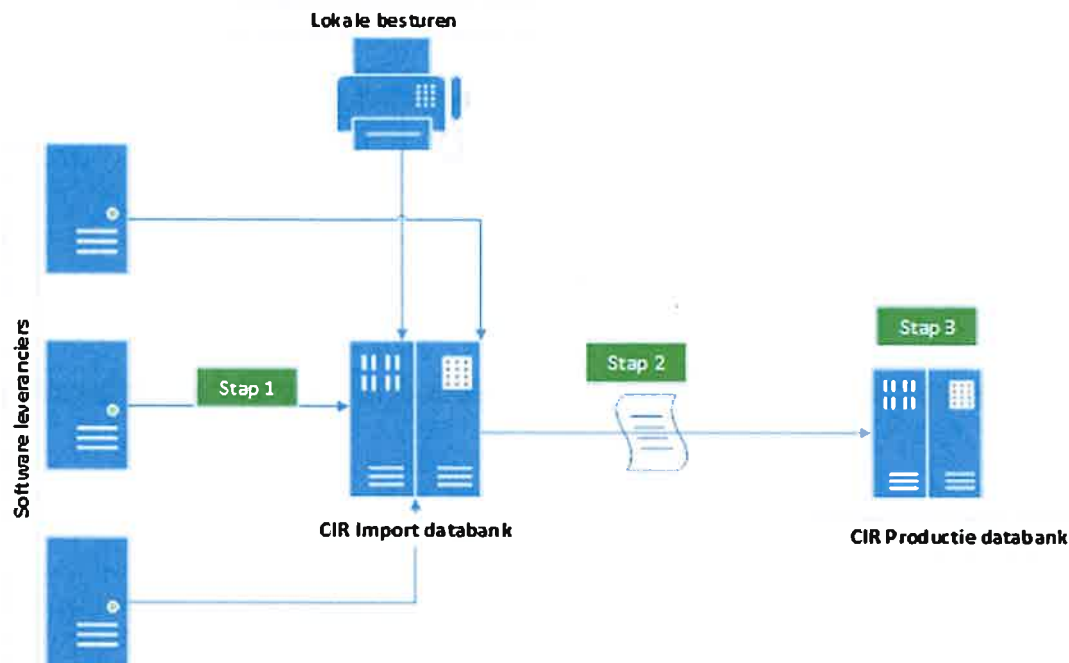 Lokale besturen
Software leveranciers
Stap 1
Stap 2
Stap 3
CIR Import databank
CIR Productie databank